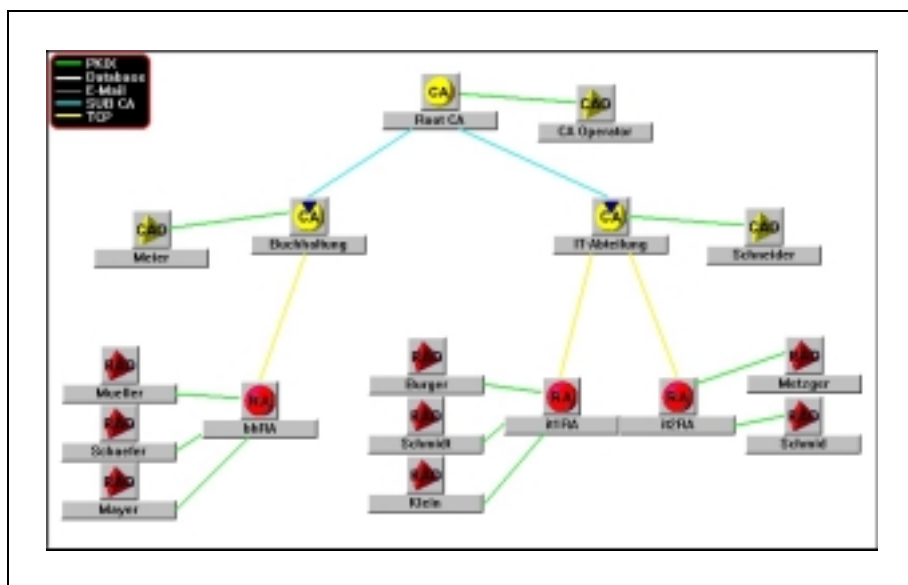 PKIX
Database
E-Mail
SUB CA
TCP
CA
Root CA
CAO
CA Operator
CAO
Meier
CA
Buchhaltung
CA
IT-Abteilung
CAO
Schneider
RAO
Mueller
RAO
Schaefer
RAO
Mayer
RA
bhRA
RAO
Burger
RAO
Schmidt
RAO
Klein
RA
it1RA
RA
it2RA
RAO
Metzger
RAO
Schmid